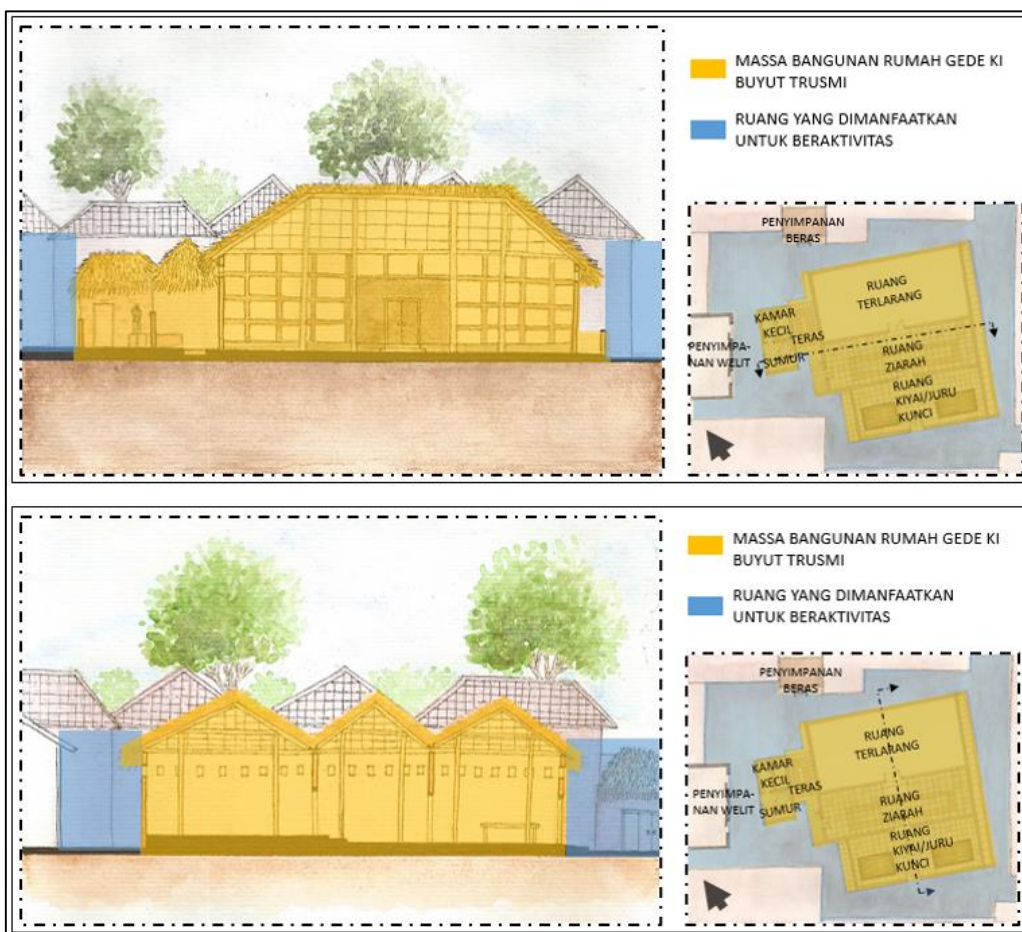 MASSA BANGUNAN RUMAH GEDE KI
BUYUT TRUSMI
RUANG YANG DIMANFAATKAN
UNTUK BERAKTIVITAS
PENYIMPANAN
BERAS
RUANG
TERLARANG
KAMAR
KECIL
TERAS
PENYIMPA-
NAN WELIT
SUMUR
RUANG
ZIARAH
RUANG
KIYAI/JURU
KUNCI
MASSA BANGUNAN RUMAH GEDE KI
BUYUT TRUSMI
RUANG YANG DIMANFAATKAN
UNTUK BERAKTIVITAS
PENYIMPANAN
BERAS
RUANG
TERLARANG
KAMAR
KECIL
TERAS
PENYIMPA-
NAN WELIT
SUMUR
RUANG
ZIARAH
RUANG
KIYAI/JURU
KUNCI